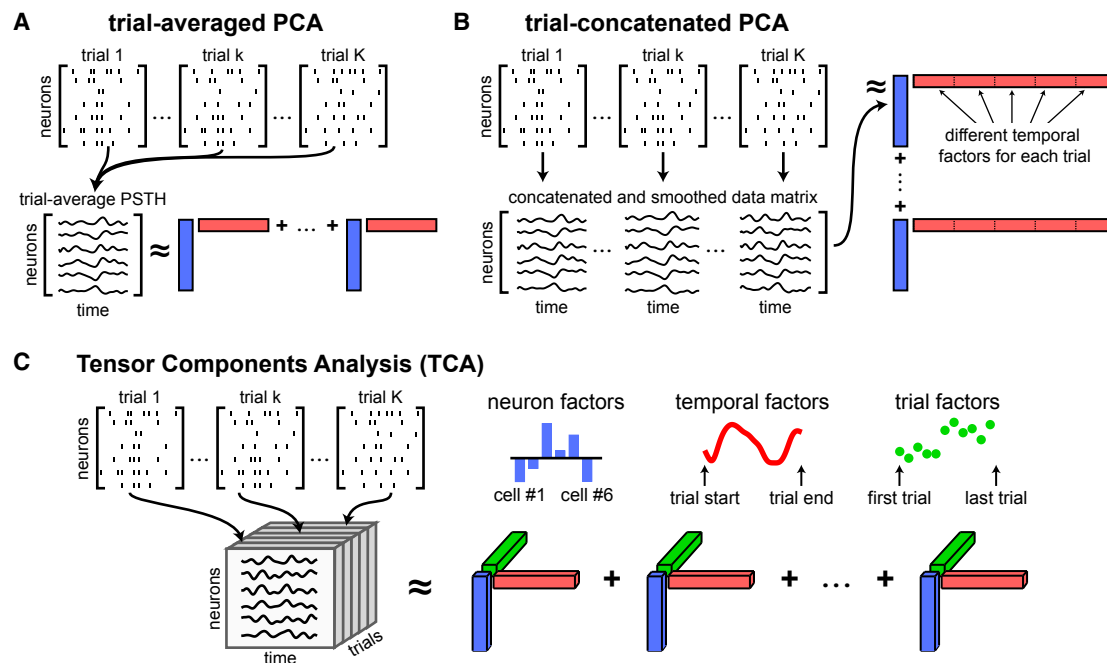 A trial-averaged PCA
trial 1 trial k trial K
neurons
... ...
trial-average PSTH
neurons
≈ + ... +
time
B trial-concatenated PCA
trial 1 trial k trial K
neurons
... ...
concatenated and smoothed data matrix
neurons
... ...
time time time
≈
different temporal
factors for each trial
+
...
+
C Tensor Components Analysis (TCA)
trial 1 trial k trial K
neurons
... ...
neurons
trials
time
≈
neuron factors
cell #1 cell #6
temporal factors
trial start trial end
trial factors
first trial last trial
+ + ... +